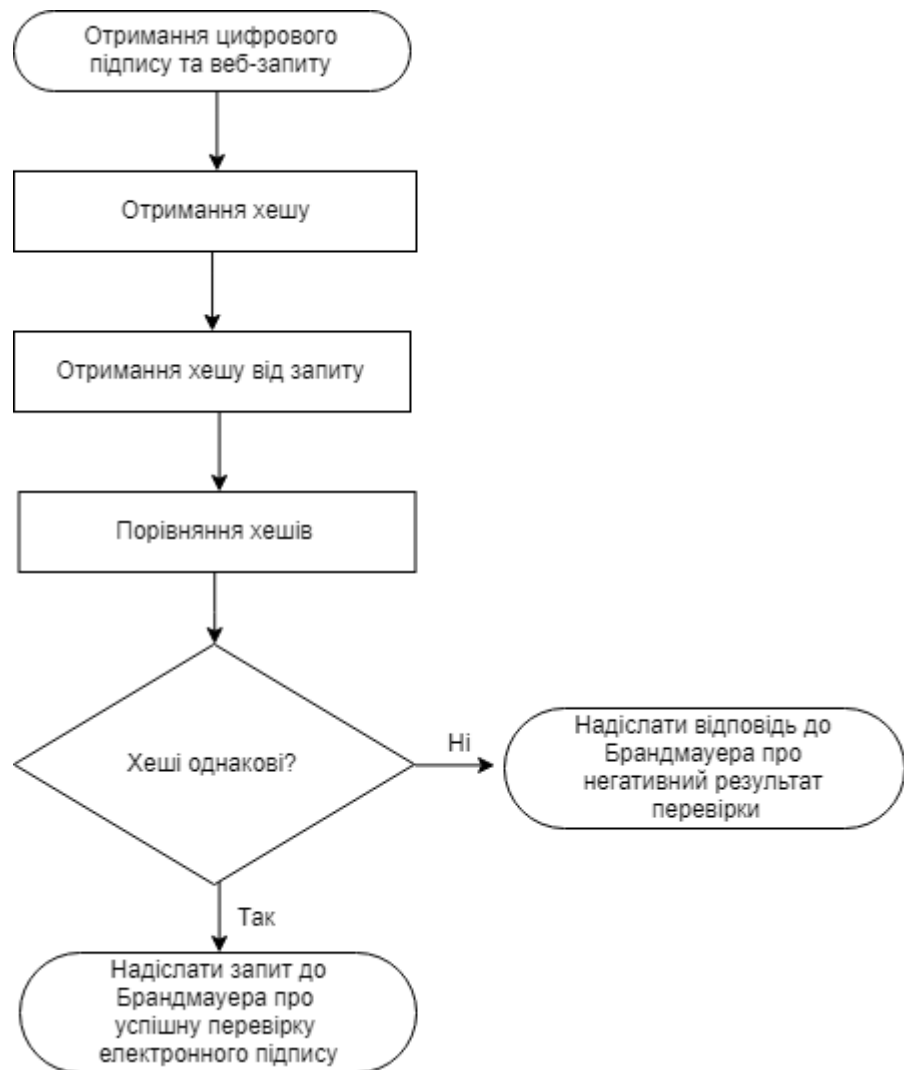 Отримання цифрового
підпису та веб-запиту
Отримання хешу
Отримання хешу від запиту
Порівняння хешів
Хеші однакові?
Ні
Надіслати відповідь до
Брандмауера про
негативний результат
перевірки
Так
Надіслати запит до
Брандмауера про
успішну перевірку
електронного підпису